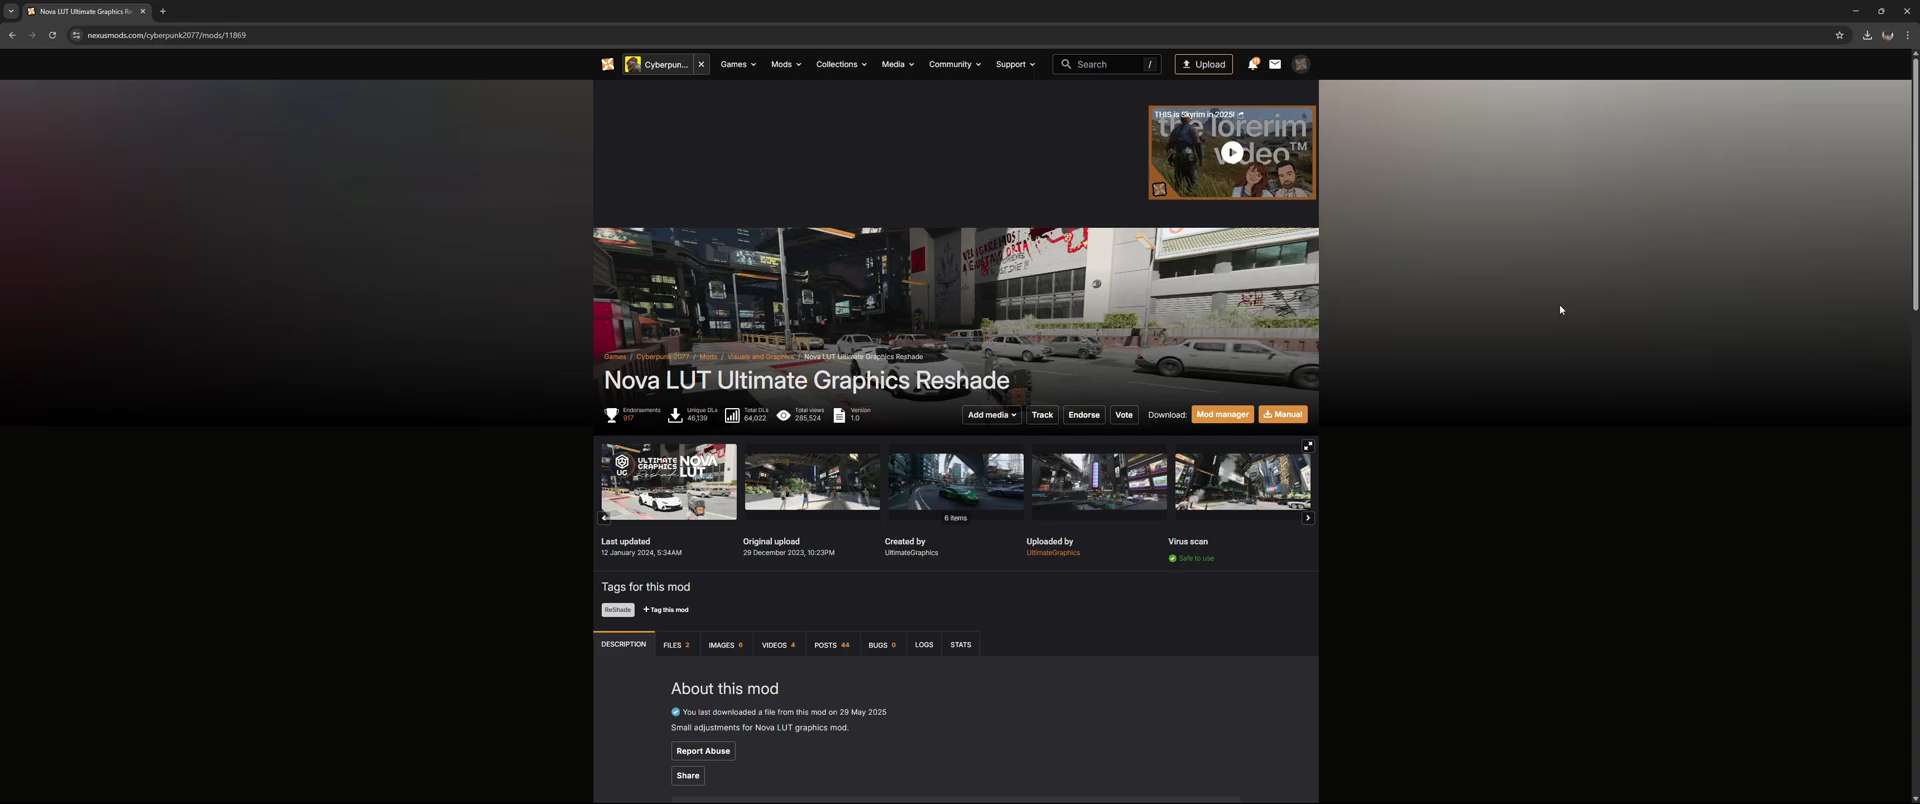 Nova LUT Ultimate Graphics Re
nexusmods.com/cyberpunk2077/mods/11869
Cyberpun...
Games
Mods
Collections
Media
Community
Support
Search
/
Upload
THIS is Skyrim in 2025!
the lorerim
video™
Games / Cyberpunk 2077 / Mods / Visuals and Graphics / Nova LUT Ultimate Graphics Reshade
Nova LUT Ultimate Graphics Reshade
Endorsements
917
Unique DLs
46,139
Total DLs
64,022
Total views
285,524
Version
1.0
Add media
Track
Endorse
Vote
Download:
Mod manager
Manual
UG
ULTIMATE
GRAPHICS
NOVA
LUT
6 items
Last updated
12 January 2024, 5:34AM
Original upload
29 December 2023, 10:23PM
Created by
UltimateGraphics
Uploaded by
UltimateGraphics
Virus scan
Safe to use
Tags for this mod
ReShade
+ Tag this mod
DESCRIPTION
FILES 2
IMAGES 6
VIDEOS 4
POSTS 44
BUGS 0
LOGS
STATS
About this mod
You last downloaded a file from this mod on 29 May 2025
Small adjustments for Nova LUT graphics mod.
Report Abuse
Share